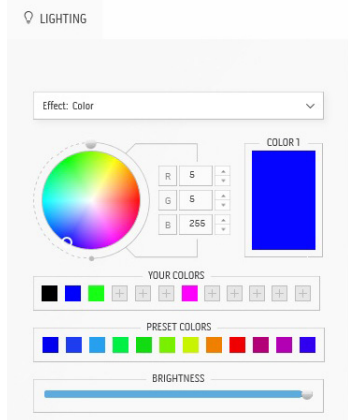 LIGHTING
Effect: Color
COLOR 1
R 5
G 5
B 255
YOUR COLORS
PRESET COLORS
BRIGHTNESS